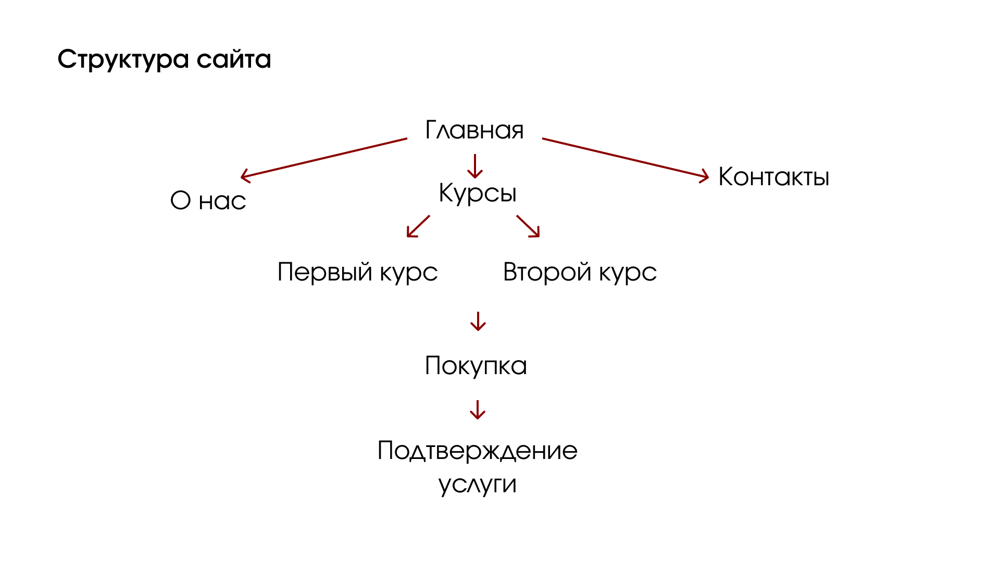 Структура сайта
Главная
О нас
Курсы
Контакты
Первый курс
Второй курс
Покупка
Подтверждение
услуги